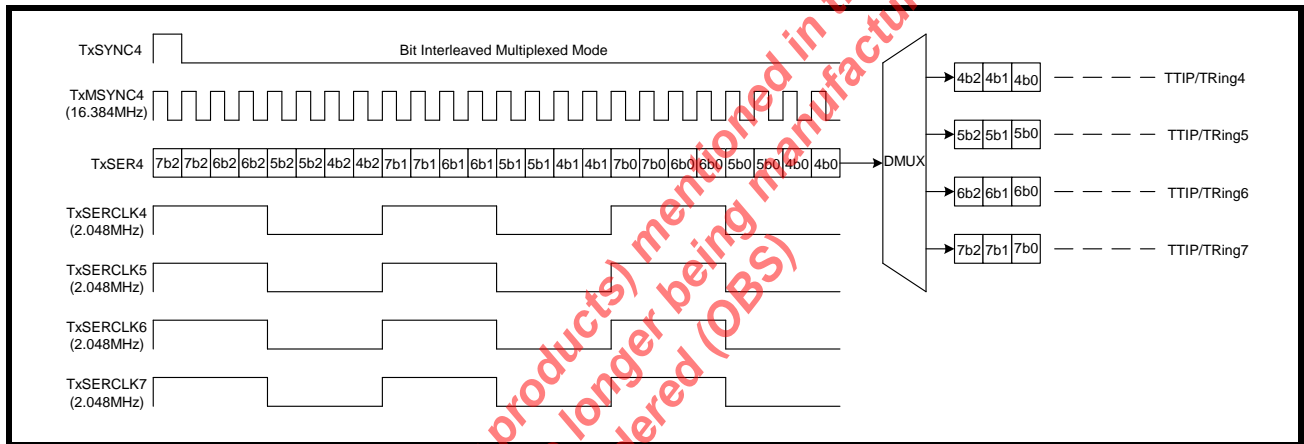 TxSYNC4
Bit Interleaved Multiplexed Mode
TxMSYNC4
(16.384MHz)
TxSER4
7b2 7b2 6b2 6b2 5b2 5b2 4b2 4b2 7b1 7b1 6b1 6b1 5b1 5b1 4b1 4b1 7b0 7b0 6b0 6b0 5b0 5b0 4b0 4b0
DMUX
4b2 4b1 4b0
TTIP/TRing4
5b2 5b1 5b0
TTIP/TRing5
6b2 6b1 6b0
TTIP/TRing6
7b2 7b1 7b0
TTIP/TRing7
TxSERCLK4
(2.048MHz)
TxSERCLK5
(2.048MHz)
TxSERCLK6
(2.048MHz)
TxSERCLK7
(2.048MHz)
products) mentioned in
longer being manufactur
dered (OBS)